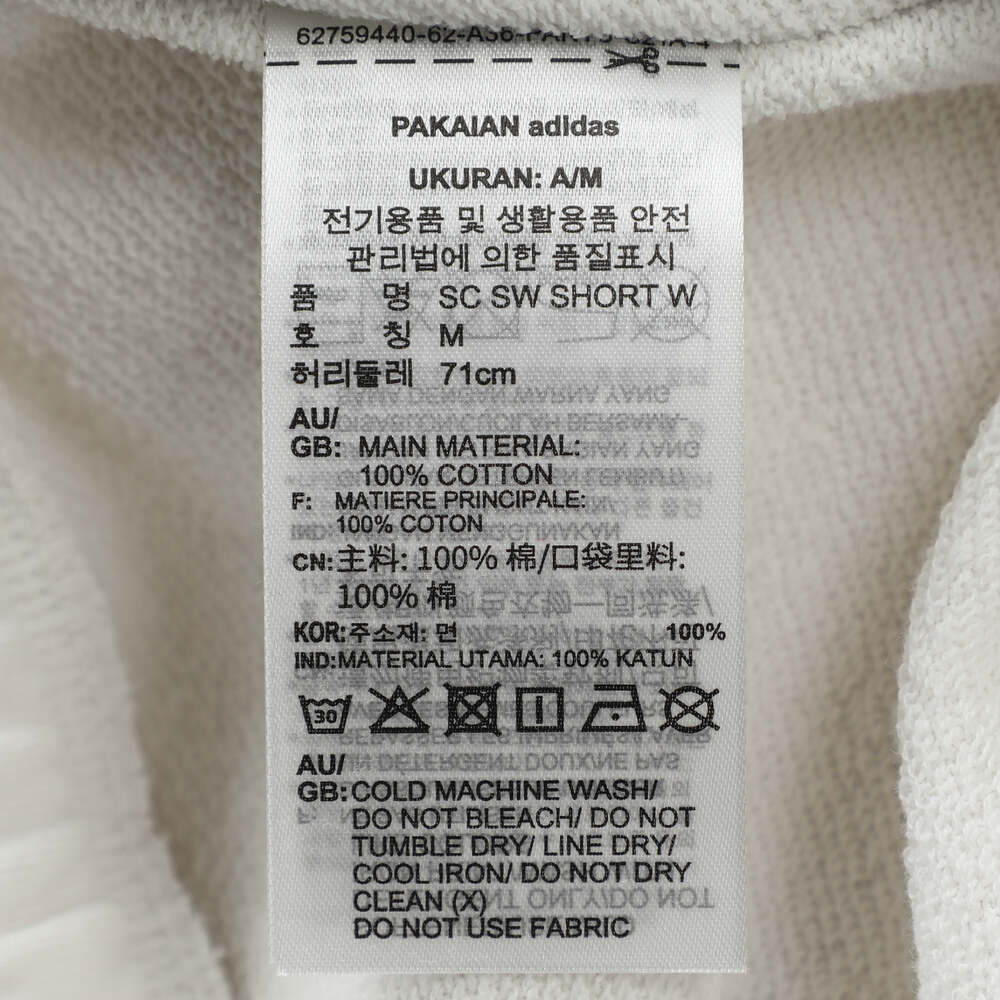 62759440-62-A36-
PAKAIAN adidas
UKURAN: A/M
전기용품 및 생활용품 안전
관리법에 의한 품질표시
품 명 SC SW SHORT W
호 칭 M
허리둘레 71cm
AU/
GB: MAIN MATERIAL:
100% COTTON
F: MATIERE PRINCIPALE:
100% COTON
CN: 主料: 100% 棉/口袋里料:
100% 棉
KOR: 주소재: 면 100%
IND: MATERIAL UTAMA: 100% KATUN
30
AU/
GB: COLD MACHINE WASH/
DO NOT BLEACH/ DO NOT
TUMBLE DRY/ LINE DRY/
COOL IRON/ DO NOT DRY
CLEAN (X)
DO NOT USE FABRIC